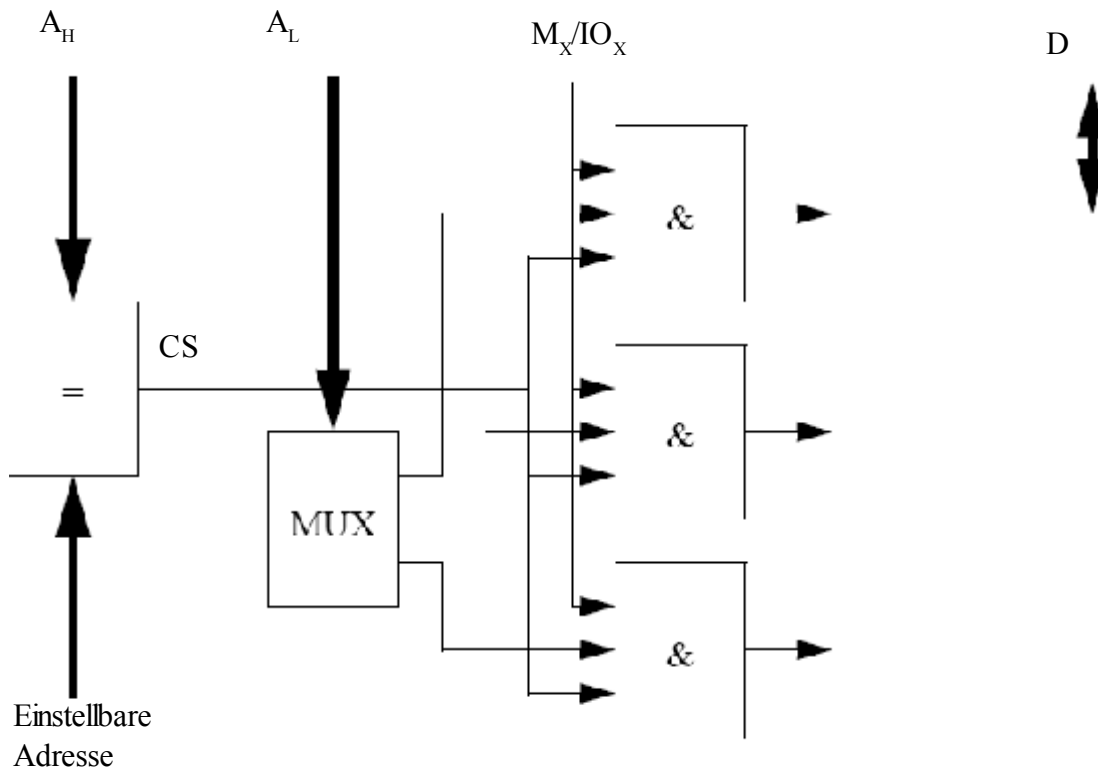 A_H
A_L
M_X/IO_X
D
&
CS
=
&
MUX
&
Einstellbare
Adresse